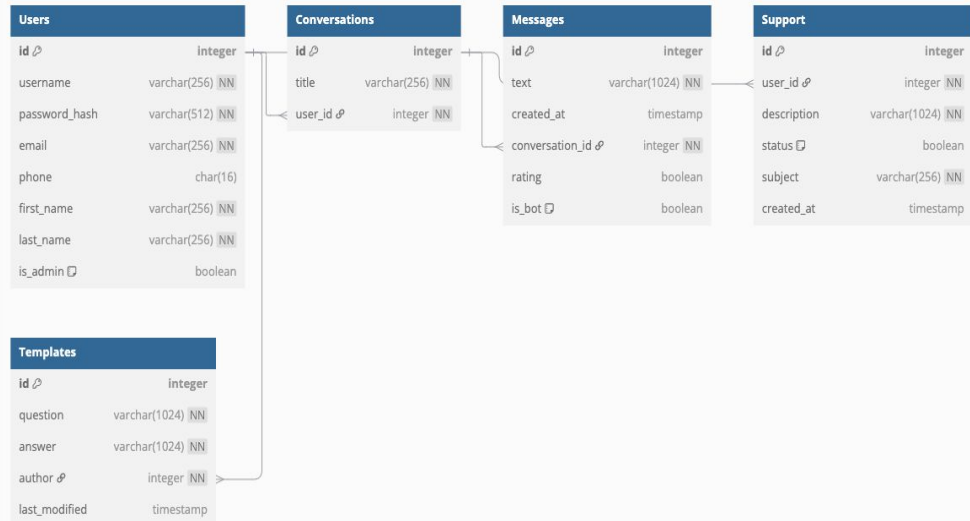 Users
id integer
username varchar(256) NN
password_hash varchar(512) NN
email varchar(256) NN
phone char(16)
first_name varchar(256) NN
last_name varchar(256) NN
is_admin boolean
Conversations
id integer
title varchar(256) NN
user_id integer NN
Messages
id integer
text varchar(1024) NN
created_at timestamp
conversation_id integer NN
rating boolean
is_bot boolean
Support
id integer
user_id integer NN
description varchar(1024) NN
status boolean
subject varchar(256) NN
created_at timestamp
Templates
id integer
question varchar(1024) NN
answer varchar(1024) NN
author integer NN
last_modified timestamp